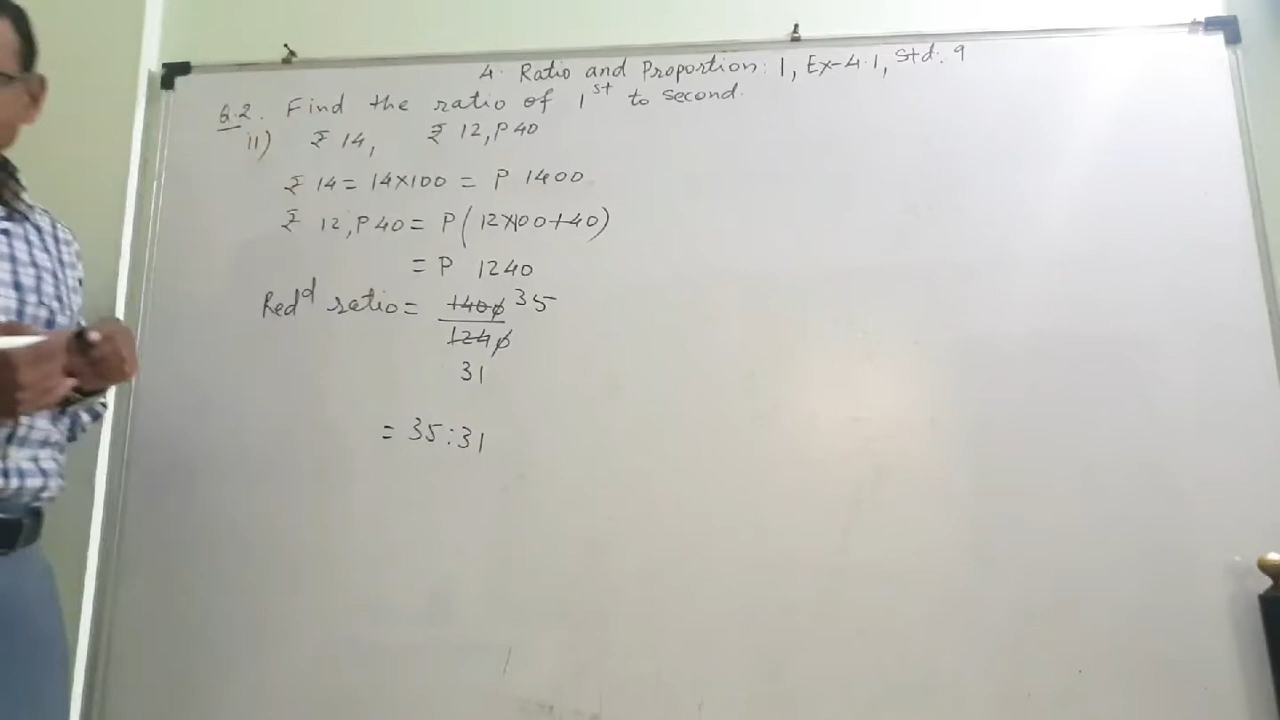 4. Ratio and Proportion: 1, Ex-4.1, Std: 9
Q.2. Find the ratio of 1st to second.
ii) ₹ 14, ₹ 12, P 40
₹ 14 = 14×100 = P 1400
₹ 12, P 40 = P (12×100+40)
= P 1240
Redd ratio = 1400 35
1240
31
= 35:31